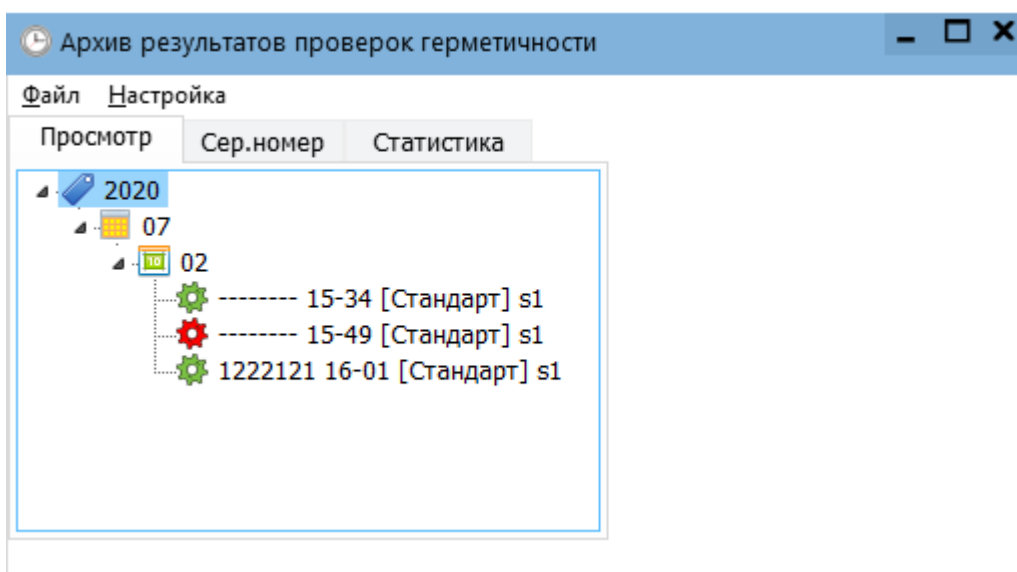 Архив результатов проверок герметичности
Файл Настройка
Просмотр Сер.номер Статистика
2020
07
10 02
-------- 15-34 [Стандарт] s1
-------- 15-49 [Стандарт] s1
1222121 16-01 [Стандарт] s1